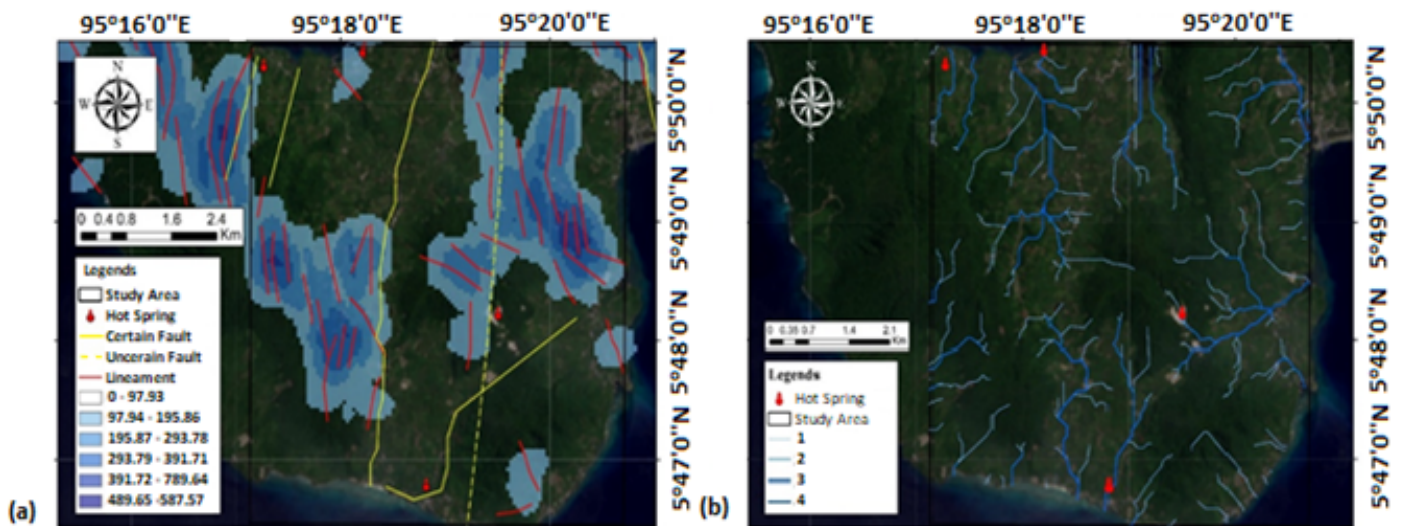 95°16'0"E 95°18'0"E 95°20'0"E
N
W E
S
0 0.4 0.8 1.6 2.4
Km
Legends
Study Area
Hot Spring
Certain Fault
Uncerain Fault
Lineament
0 - 97.93
97.94 - 195.86
195.87 - 293.78
293.79 - 391.71
391.72 - 789.64
489.65 -587.57
5°50'0"N
5°49'0"N
5°48'0"N
5°47'0"N
(a)
95°16'0"E 95°18'0"E 95°20'0"E
N
W E
S
0 0.35 0.7 1.4 2.1
Km
Legends
Hot Spring
Study Area
1
2
3
4
5°50'0"N
5°49'0"N
5°48'0"N
5°47'0"N
(b)